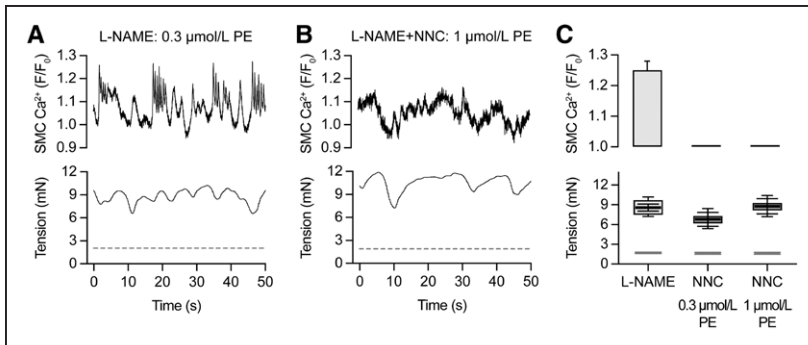 A
L-NAME: 0.3 µmol/L PE
SMC Ca²⁺ (F/F₀)
1.3
1.2
1.1
1.0
0.9
Tension (mN)
12
9
6
3
0
0 10 20 30 40 50
Time (s)
B
L-NAME+NNC: 1 µmol/L PE
SMC Ca²⁺ (F/F₀)
1.3
1.2
1.1
1.0
0.9
Tension (mN)
12
9
6
3
0
0 10 20 30 40 50
Time (s)
C
SMC Ca²⁺ (F/F₀)
1.3
1.2
1.1
1.0
Tension (mN)
12
9
6
3
0
L-NAME NNC NNC
0.3 µmol/L 1 µmol/L
PE PE